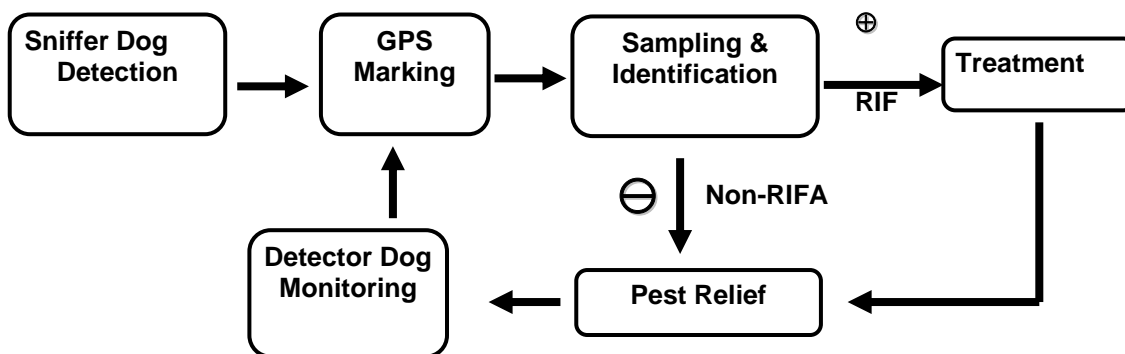 Sniffer Dog
Detection
GPS
Marking
Sampling &
Identification
⊕
RIF
Treatment
⊖
Non-RIFA
Detector Dog
Monitoring
Pest Relief